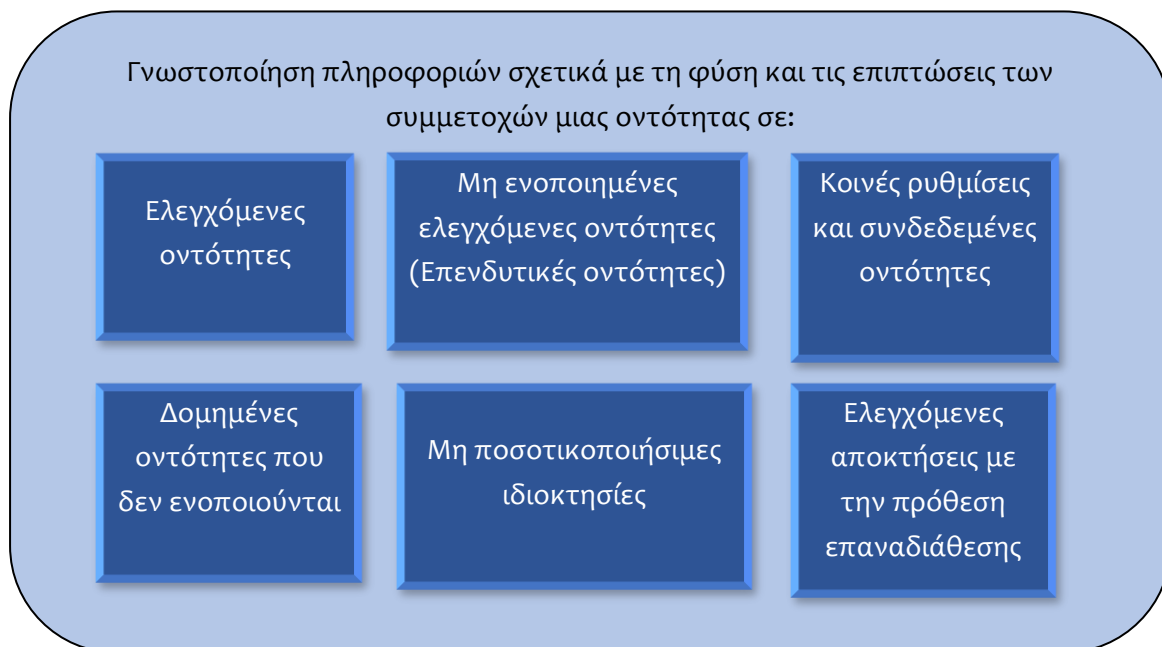 Γνωστοποίηση πληροφοριών σχετικά με τη φύση και τις επιπτώσεις των
συμμετοχών μιας οντότητας σε:
Ελεγχόμενες
οντότητες
Μη ενοποιημένες
ελεγχόμενες οντότητες
(Επενδυτικές οντότητες)
Κοινές ρυθμίσεις
και συνδεδεμένες
οντότητες
Δομημένες
οντότητες που
δεν ενοποιούνται
Μη ποσοτικοποιήσιμες
ιδιοκτησίες
Ελεγχόμενες
αποκτήσεις με
την πρόθεση
επαναδιάθεσης